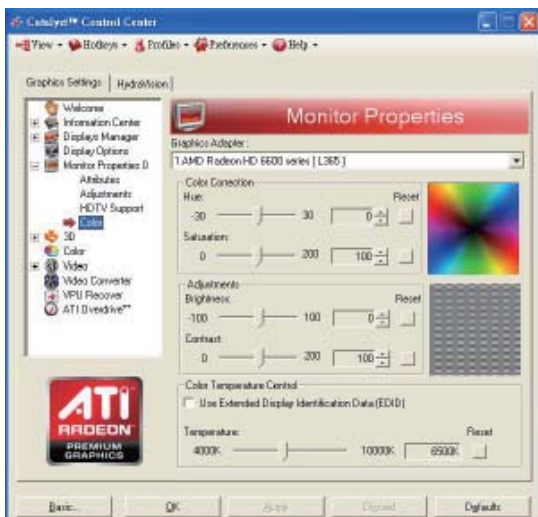 Catalyst™ Control Center
View Hotkeys Profiles Preferences Help
Graphics Settings HydraVision
Welcome
Information Center
Displays Manager
Display Options
Monitor Properties 0
Attributes
Adjustments
HDTV Support
Color
3D
Color
Video
Video Converter
VPU Recover
ATI Overdrive™
ATI
RADEON
PREMIUM
GRAPHICS
Monitor Properties
Graphics Adapter:
1 AMD Radeon HD 6600 series [ L365 ]
Color Correction
Hue: Reset
-30 30 0
Saturation:
0 200 100
Adjustments
Brightness: Reset
-100 100 0
Contrast:
0 200 100
Color Temperature Control
Use Extended Display Identification Data (EDID)
Temperature: Reset
4000K 10000K 6500K
Basic... OK Apply Discard Defaults